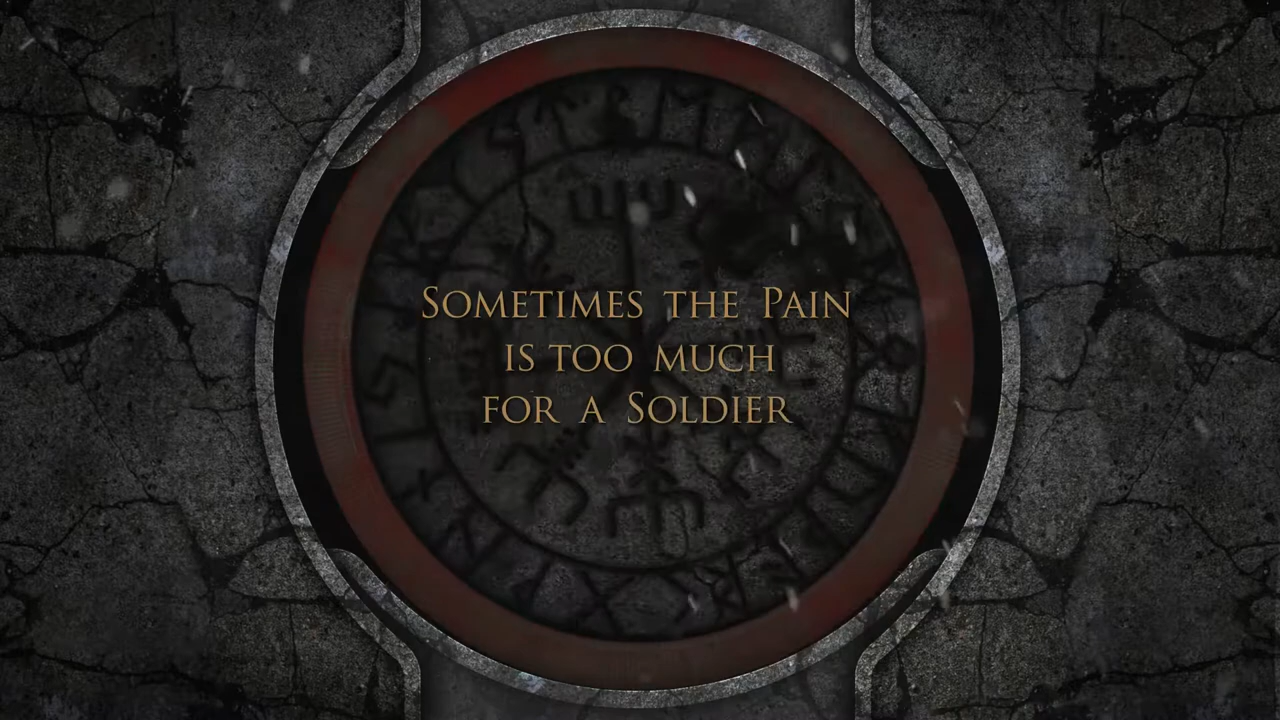 Sometimes the Pain
is too much
for a Soldier